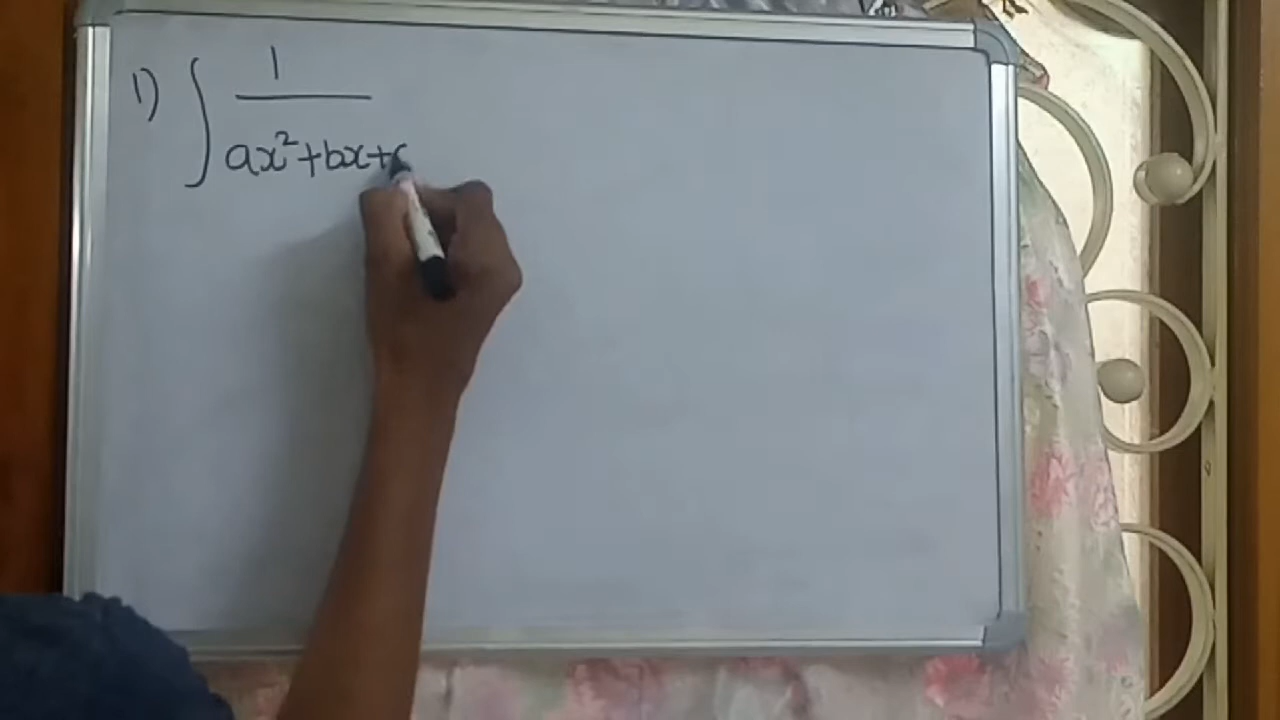 1) ∫ 1
ax²+bx+c